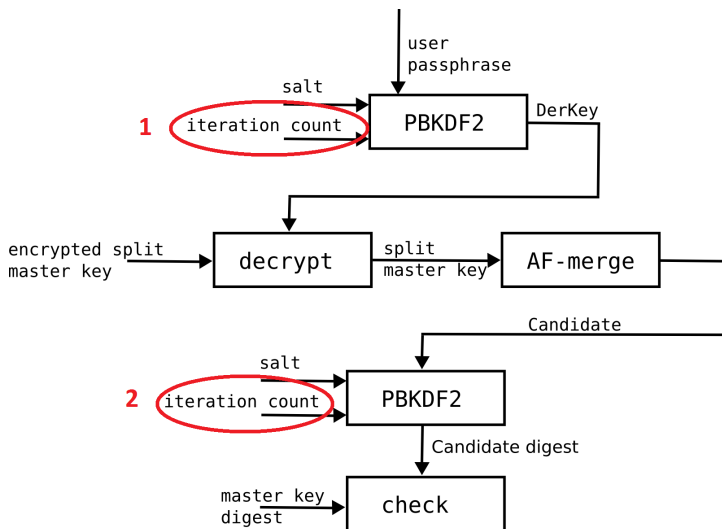 user
passphrase
salt
1
iteration count
PBKDF2
DerKey
encrypted split
master key
decrypt
split
master key
AF-merge
Candidate
salt
2
iteration count
PBKDF2
Candidate digest
master key
digest
check